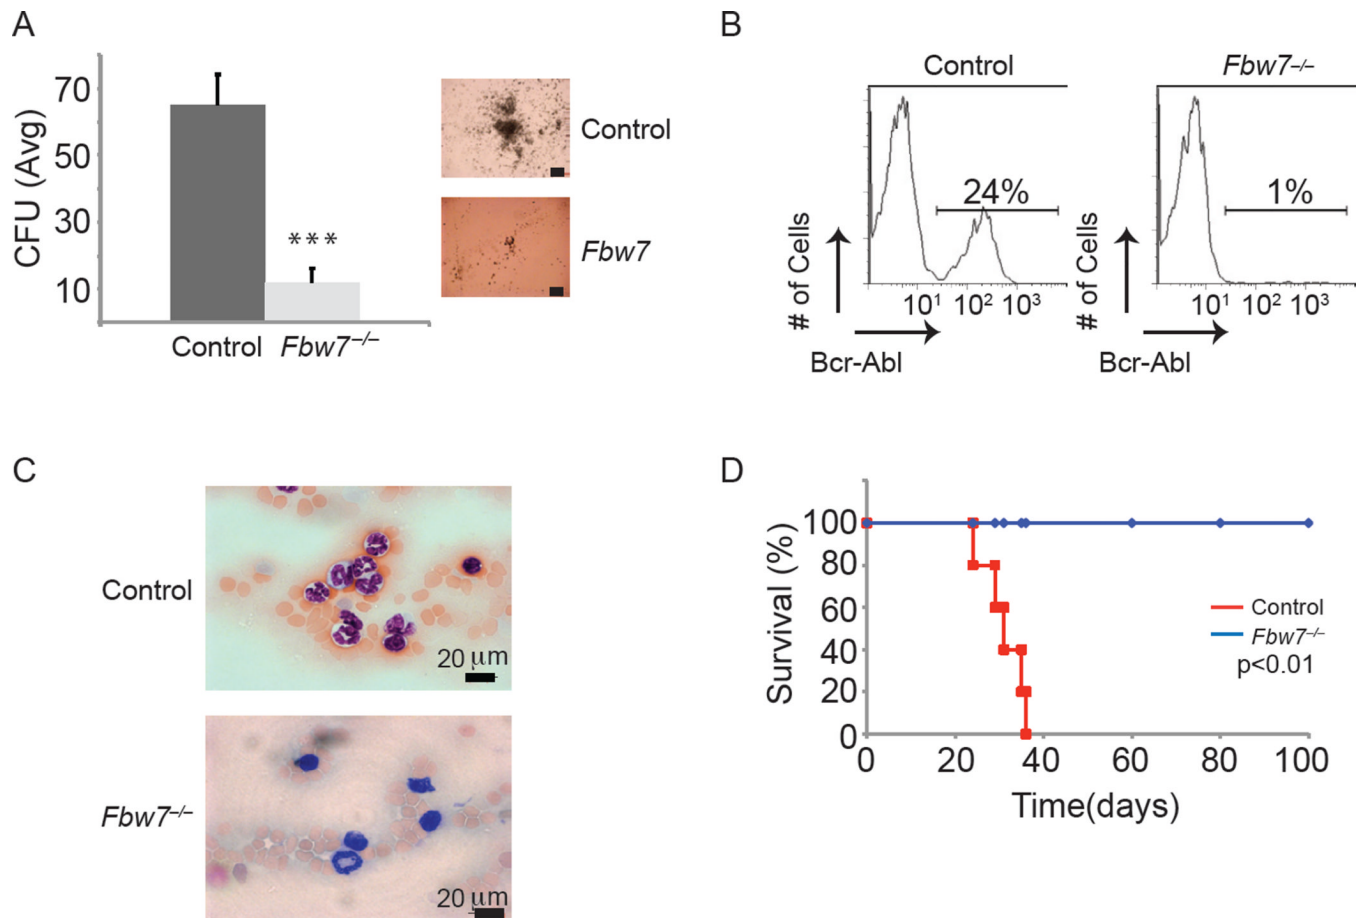 A
CFU (Avg)
70
50
30
10
***
Control
Fbw7–/–
Control
Fbw7
B
Control
24%
# of Cells
10¹ 10² 10³
Bcr-Abl
Fbw7–/–
1%
# of Cells
10¹ 10² 10³
Bcr-Abl
C
Control
20 μm
Fbw7–/–
20 μm
D
Survival (%)
100
80
60
40
20
0
0 20 40 60 80 100
Time(days)
Control
Fbw7–/–
p<0.01